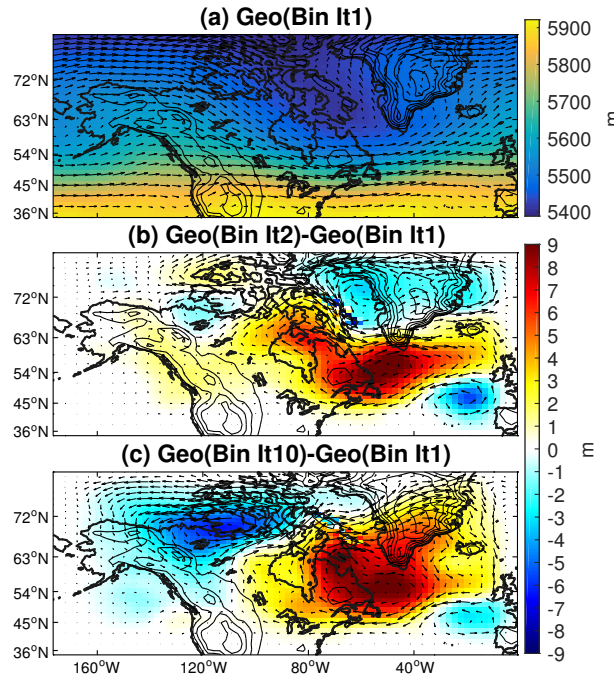 (a) Geo(Bin It1)
72°N
63°N
54°N
45°N
36°N
5900
5800
5700
5600
5500
5400
m
(b) Geo(Bin It2)-Geo(Bin It1)
72°N
63°N
54°N
45°N
36°N
(c) Geo(Bin It10)-Geo(Bin It1)
72°N
63°N
54°N
45°N
36°N
160°W
120°W
80°W
40°W
9
8
7
6
5
4
3
2
1
0
-1
-2
-3
-4
-5
-6
-7
-8
-9
m